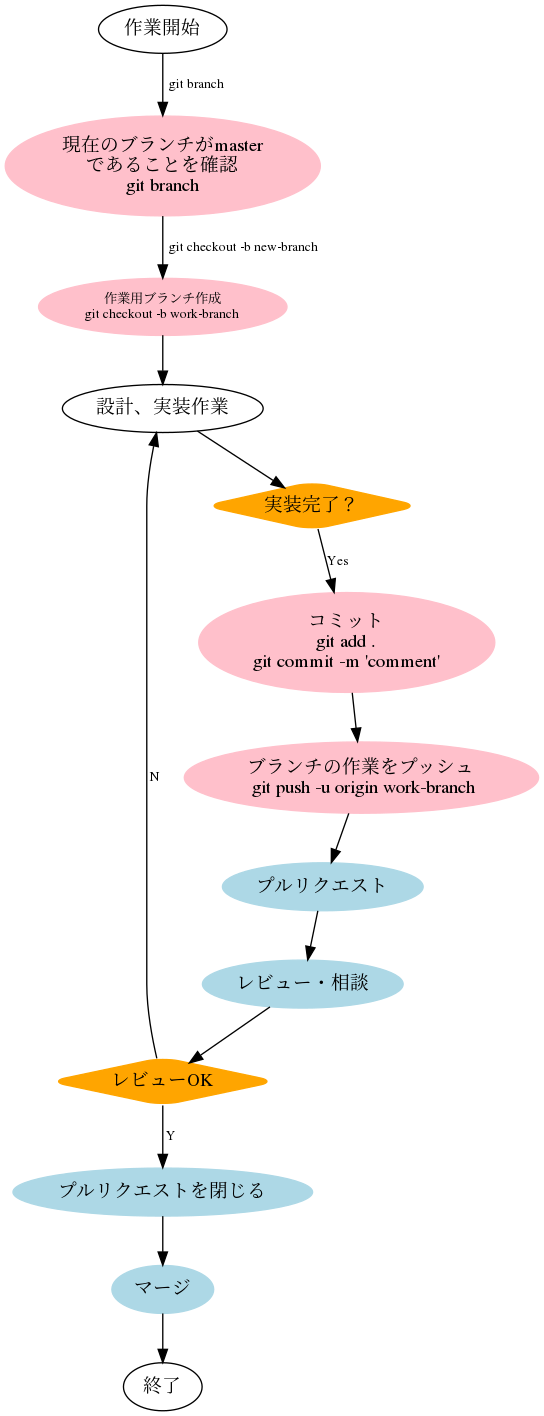 作業開始
git branch
現在のブランチがmaster
であることを確認
git branch
git checkout -b new-branch
作業用ブランチ作成
git checkout -b work-branch
設計、実装作業
実装完了？
Yes
コミット
git add .
git commit -m 'comment'
ブランチの作業をプッシュ
git push -u origin work-branch
N
プルリクエスト
レビュー・相談
レビューOK
Y
プルリクエストを閉じる
マージ
終了